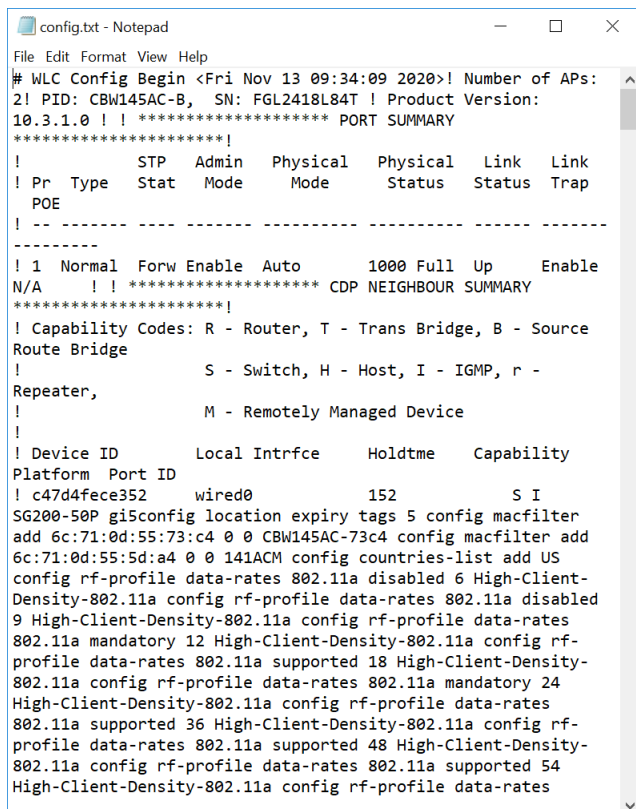 config.txt - Notepad
File Edit Format View Help
# WLC Config Begin <Fri Nov 13 09:34:09 2020>! Number of APs:
2! PID: CBW145AC-B,  SN: FGL2418L84T ! Product Version:
10.3.1.0 ! ! ******************** PORT SUMMARY
**********************!
!             STP   Admin   Physical   Physical   Link   Link
! Pr  Type   Stat   Mode      Mode      Status   Status  Trap
  POE
! -- ------- ---- ------- ---------- ---------- ------ -------
---------
! 1  Normal  Forw Enable  Auto       1000 Full  Up     Enable
N/A     ! ! ******************** CDP NEIGHBOUR SUMMARY
**********************!
! Capability Codes: R - Router, T - Trans Bridge, B - Source
Route Bridge
!                   S - Switch, H - Host, I - IGMP, r -
Repeater,
!                   M - Remotely Managed Device
!
! Device ID        Local Intrfce     Holdtme    Capability
Platform  Port ID
! c47d4fece352     wired0            152            S I
SG200-50P gi5config location expiry tags 5 config macfilter
add 6c:71:0d:55:73:c4 0 0 CBW145AC-73c4 config macfilter add
6c:71:0d:55:5d:a4 0 0 141ACM config countries-list add US
config rf-profile data-rates 802.11a disabled 6 High-Client-
Density-802.11a config rf-profile data-rates 802.11a disabled
9 High-Client-Density-802.11a config rf-profile data-rates
802.11a mandatory 12 High-Client-Density-802.11a config rf-
profile data-rates 802.11a supported 18 High-Client-Density-
802.11a config rf-profile data-rates 802.11a mandatory 24
High-Client-Density-802.11a config rf-profile data-rates
802.11a supported 36 High-Client-Density-802.11a config rf-
profile data-rates 802.11a supported 48 High-Client-Density-
802.11a config rf-profile data-rates 802.11a supported 54
High-Client-Density-802.11a config rf-profile data-rates